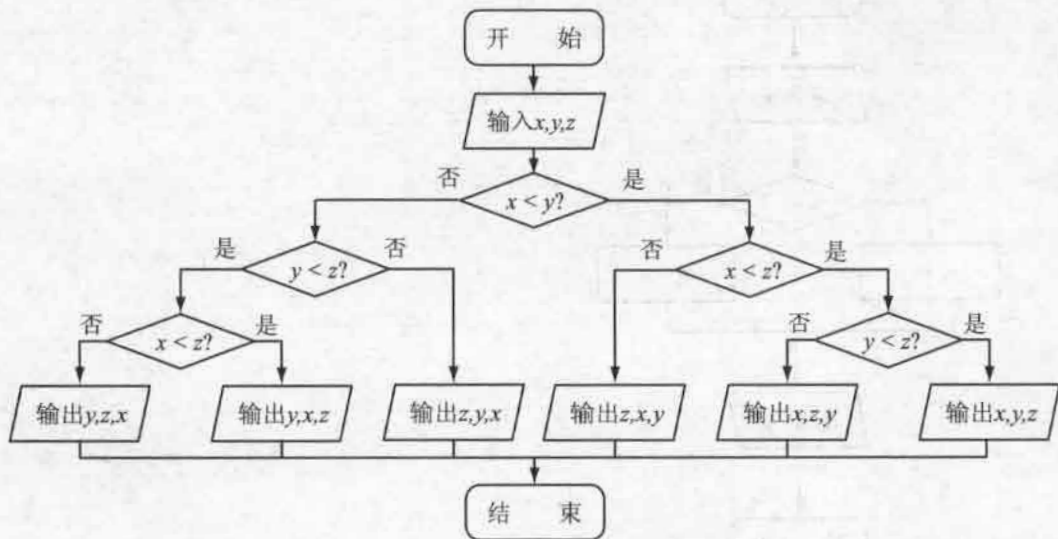 开 始
输入x,y,z
否
x < y?
是
是
y < z?
否
否
x < z?
是
否
x < z?
是
否
y < z?
是
输出y,z,x
输出y,x,z
输出z,y,x
输出z,x,y
输出x,z,y
输出x,y,z
结 束